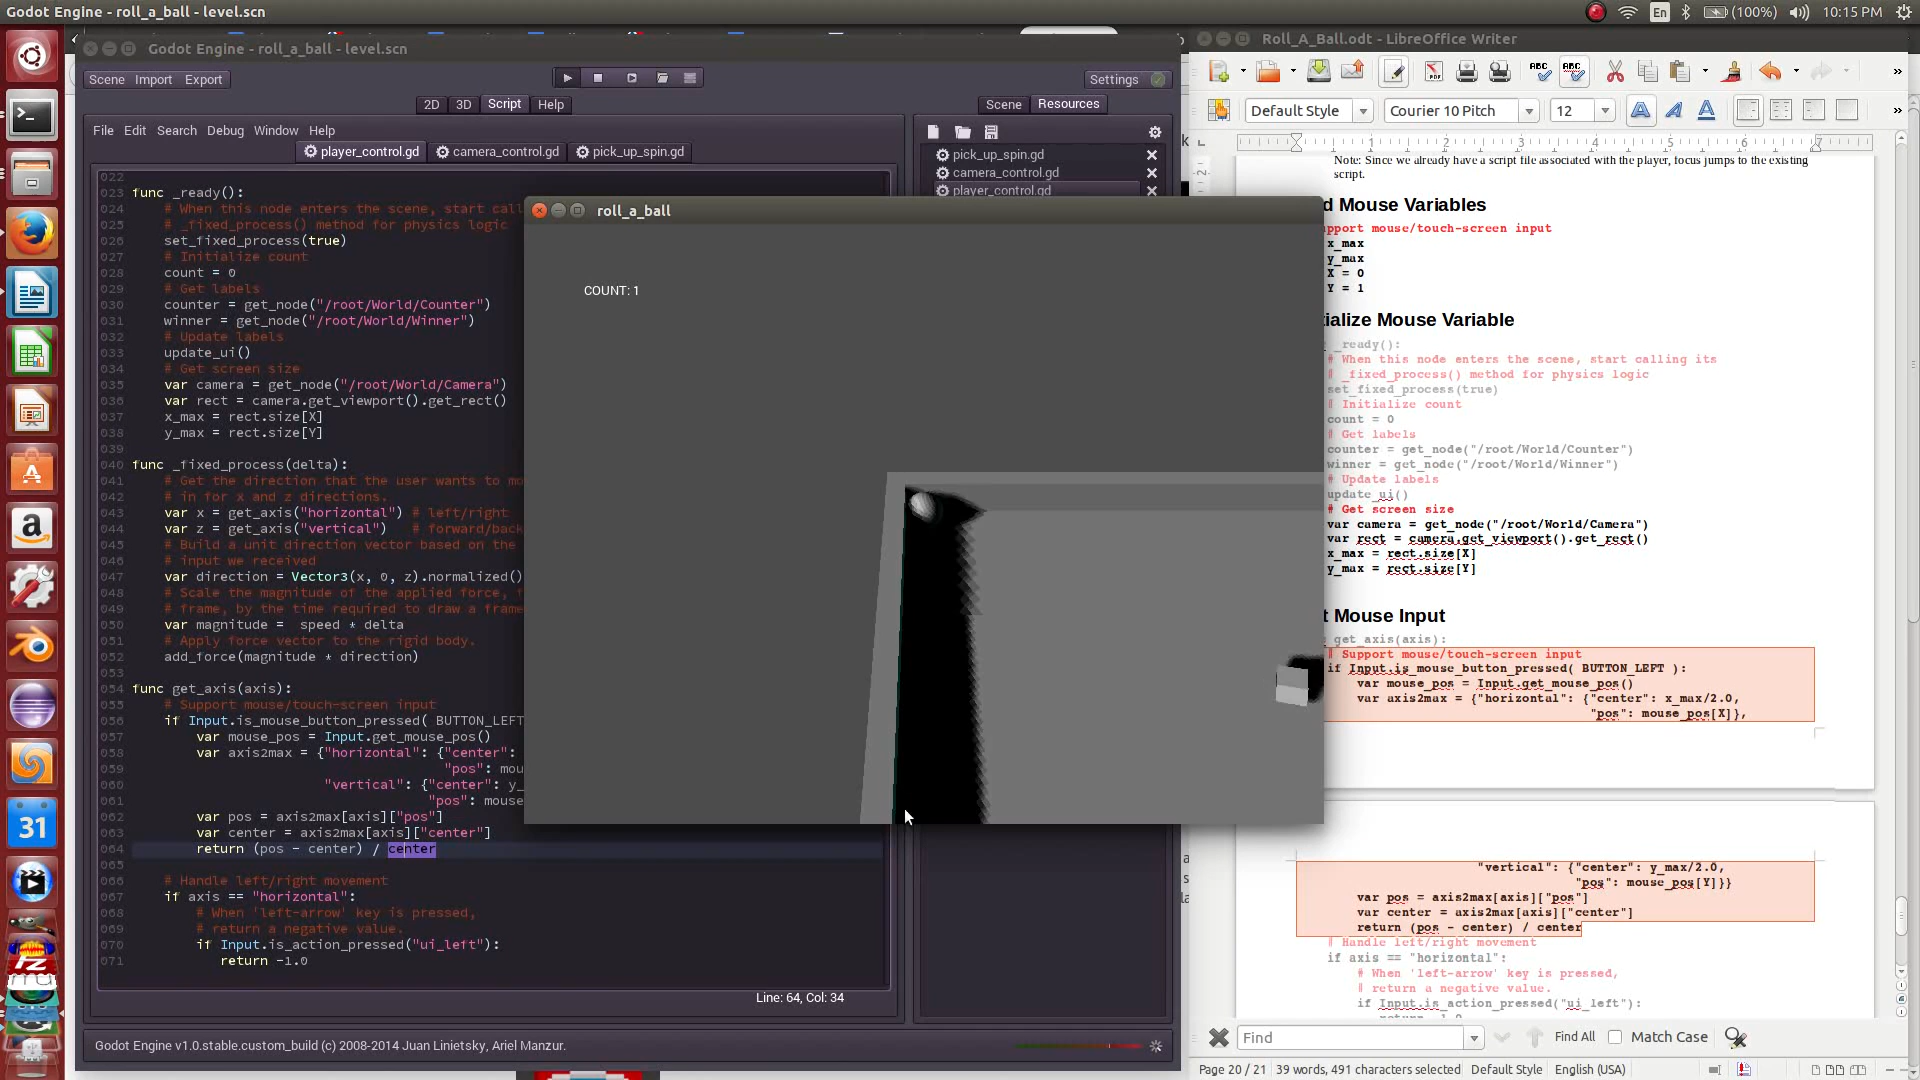 Godot Engine - roll_a_ball - level.scn
En
(100%)
10:15 PM
Godot Engine - roll_a_ball - level.scn
Scene Import Export
Settings
2D 3D Script Help
Scene Resources
File Edit Search Debug Window Help
player_control.gd camera_control.gd pick_up_spin.gd
pick_up_spin.gd
camera_control.gd
player_control.gd
022
023 func _ready():
024 # When this node enters the scene, start call
025 # _fixed_process() method for physics logic
026 set_fixed_process(true)
027 # Initialize count
028 count = 0
029 # Get labels
030 counter = get_node("/root/World/Counter")
031 winner = get_node("/root/World/Winner")
032 # Update labels
033 update_ui()
034 # Get screen size
035 var camera = get_node("/root/World/Camera")
036 var rect = camera.get_viewport().get_rect()
037 x_max = rect.size[X]
038 y_max = rect.size[Y]
039
040 func _fixed_process(delta):
041 # Get the direction that the user wants to mo
042 # in for x and z directions.
043 var x = get_axis("horizontal") # left/right
044 var z = get_axis("vertical") # forward/back
045 # Build a unit direction vector based on the
046 # input we received
047 var direction = Vector3(x, 0, z).normalized()
048 # Scale the magnitude of the applied force, f
049 # frame, by the time required to draw a frame
050 var magnitude = speed * delta
051 # Apply force vector to the rigid body.
052 add_force(magnitude * direction)
053
054 func get_axis(axis):
055 # Support mouse/touch-screen input
056 if Input.is_mouse_button_pressed( BUTTON_LEFT
057 var mouse_pos = Input.get_mouse_pos()
058 var axis2max = {"horizontal": {"center":
059 "pos": mou
060 "vertical": {"center": y_
061 "pos": mouse
062 var pos = axis2max[axis]["pos"]
063 var center = axis2max[axis]["center"]
064 return (pos - center) / center
065
066 # Handle left/right movement
067 if axis == "horizontal":
068 # When 'left-arrow' key is pressed,
069 # return a negative value.
070 if Input.is_action_pressed("ui_left"):
071 return -1.0
Line: 64, Col: 34
Godot Engine v1.0.stable.custom_build (c) 2008-2014 Juan Linietsky, Ariel Manzur.
roll_a_ball
COUNT: 1
Roll_A_Ball.odt - LibreOffice Writer
Default Style Courier 10 Pitch 12
1 2 3 4 5 6 7
Note: Since we already have a script file associated with the player, focus jumps to the existing
script.
d Mouse Variables
upport mouse/touch-screen input
x_max
y_max
X = 0
Y = 1
ialize Mouse Variable
_ready():
# When this node enters the scene, start calling its
# _fixed_process() method for physics logic
set_fixed_process(true)
# Initialize count
count = 0
# Get labels
counter = get_node("/root/World/Counter")
winner = get_node("/root/World/Winner")
# Update labels
update_ui()
# Get screen size
var camera = get_node("/root/World/Camera")
var rect = camera.get_viewport().get_rect()
x_max = rect.size[X]
y_max = rect.size[Y]
t Mouse Input
get_axis(axis):
# Support mouse/touch-screen input
if Input.is_mouse_button_pressed( BUTTON_LEFT ):
var mouse_pos = Input.get_mouse_pos()
var axis2max = {"horizontal": {"center": x_max/2.0,
"pos": mouse_pos[X]},
"vertical": {"center": y_max/2.0,
"pos": mouse_pos[Y]}}
var pos = axis2max[axis]["pos"]
var center = axis2max[axis]["center"]
return (pos - center) / center
# Handle left/right movement
if axis == "horizontal":
# When 'left-arrow' key is pressed,
# return a negative value.
if Input.is_action_pressed("ui_left"):
Find
Find All
Match Case
Page 20 / 21 39 words, 491 characters selected Default Style English (USA)
31